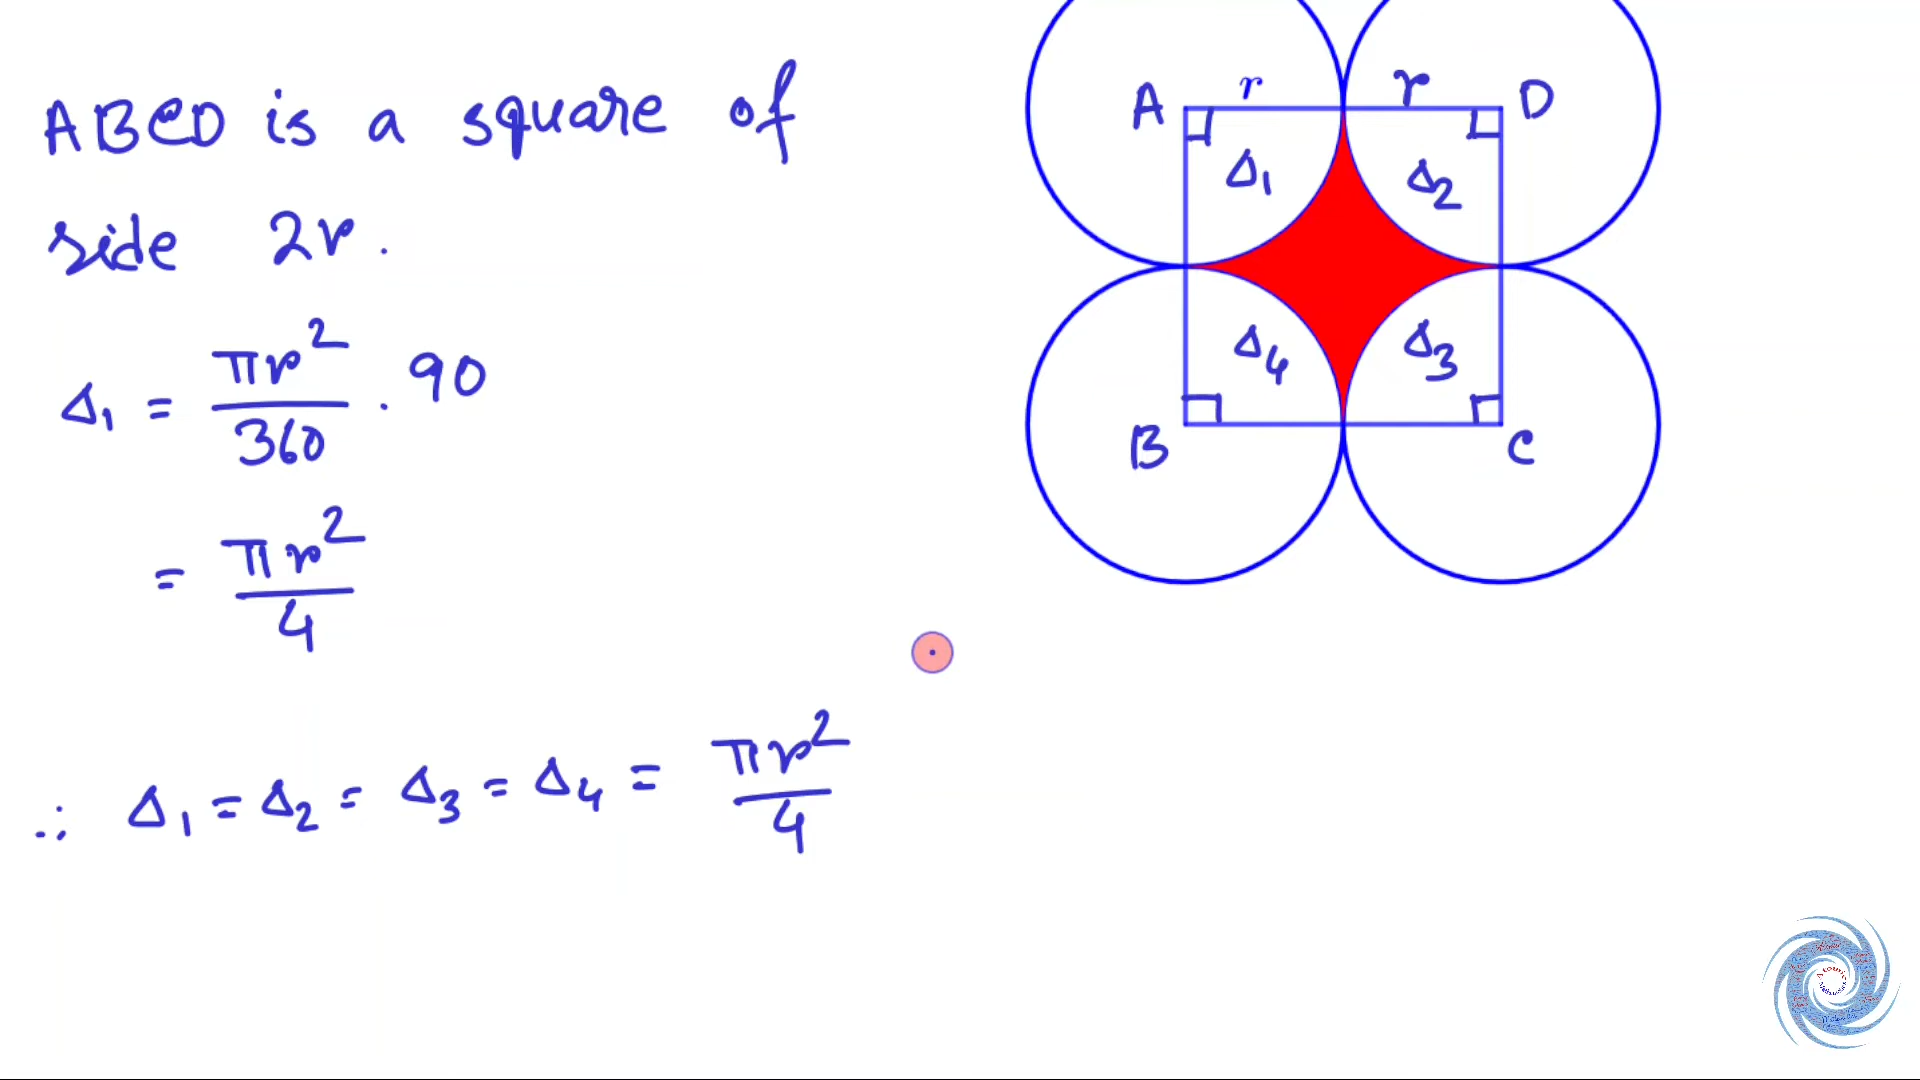 ABCD is a square of
side 2r.
Δ₁ = πr²/360 . 90
= πr²/4
∴ Δ₁ = Δ₂ = Δ₃ = Δ₄ = πr²/4
r r
A D
Δ₁ Δ₂
Δ₄ Δ₃
B C